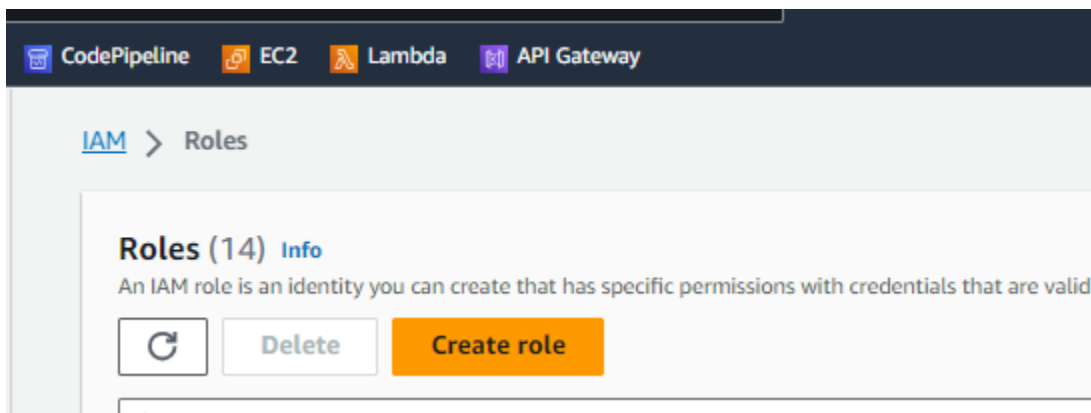 CodePipeline EC2 Lambda API Gateway
IAM > Roles
Roles (14) Info
An IAM role is an identity you can create that has specific permissions with credentials that are valid
Delete Create role